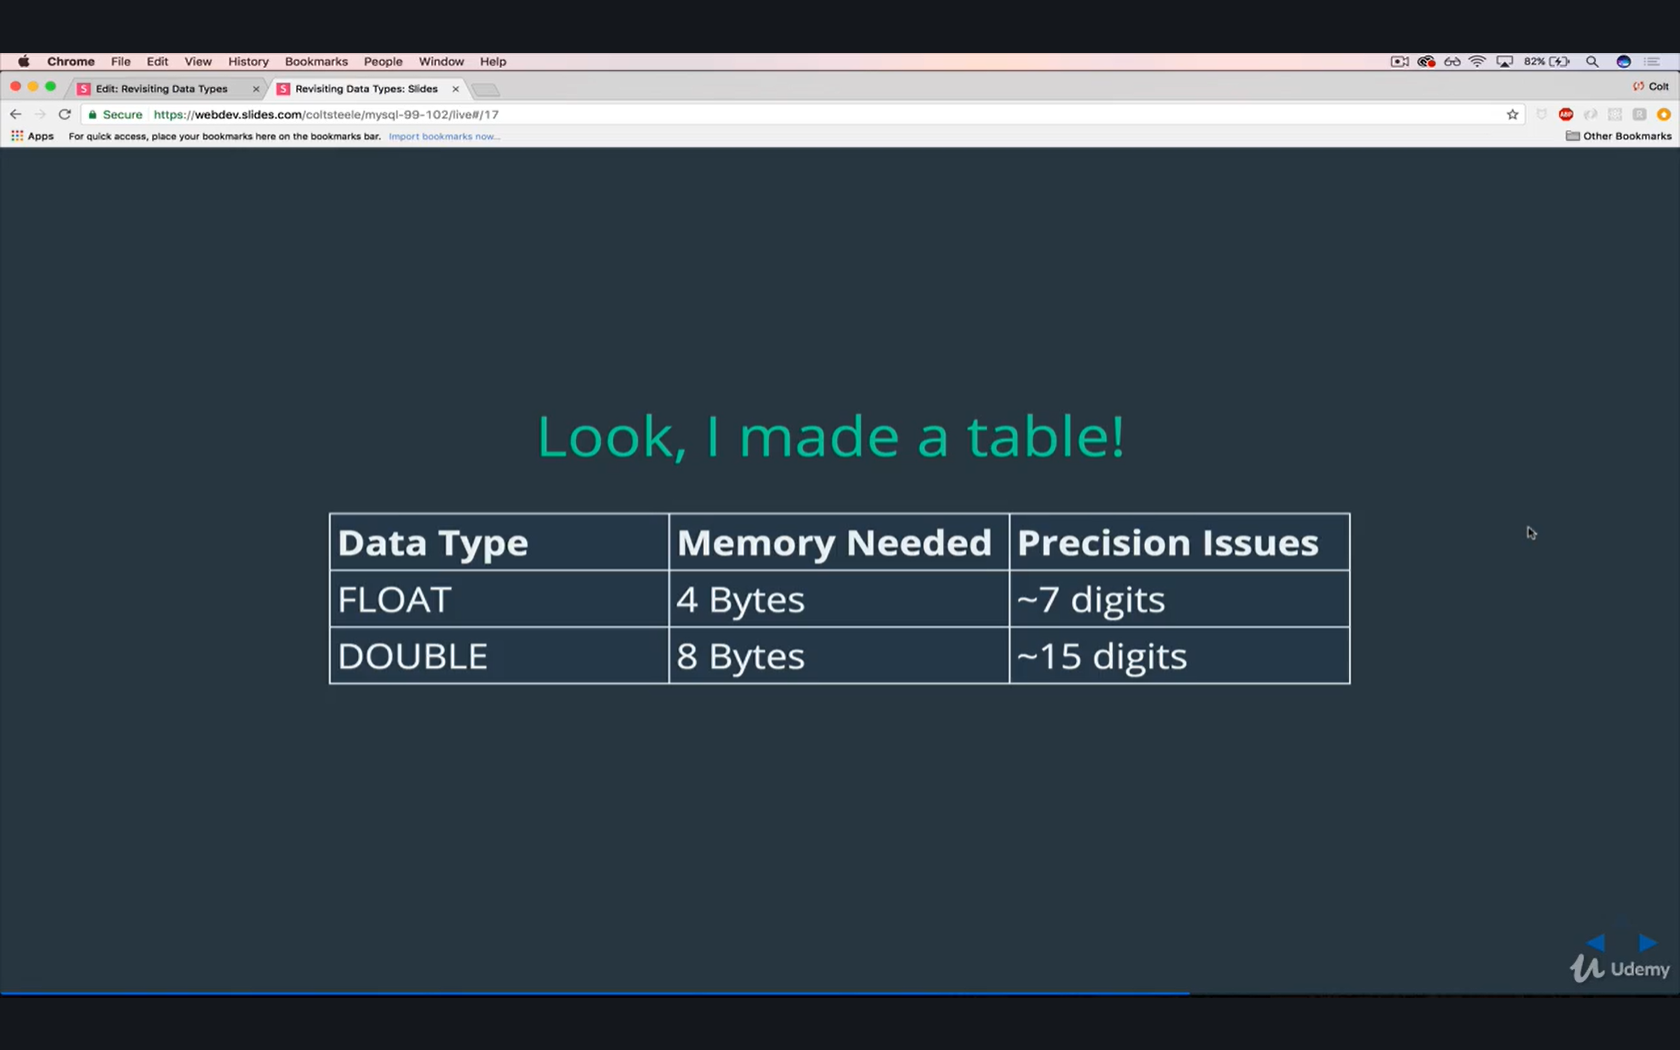 Chrome File Edit View History Bookmarks People Window Help 82%
Edit: Revisiting Data Types Revisiting Data Types: Slides Colt
Secure https://webdev.slides.com/coltsteele/mysql-99-102/live#/17 ABP
Apps For quick access, place your bookmarks here on the bookmarks bar. Import bookmarks now... Other Bookmarks
Look, I made a table!
Data Type Memory Needed Precision Issues
FLOAT 4 Bytes ~7 digits
DOUBLE 8 Bytes ~15 digits
Udemy